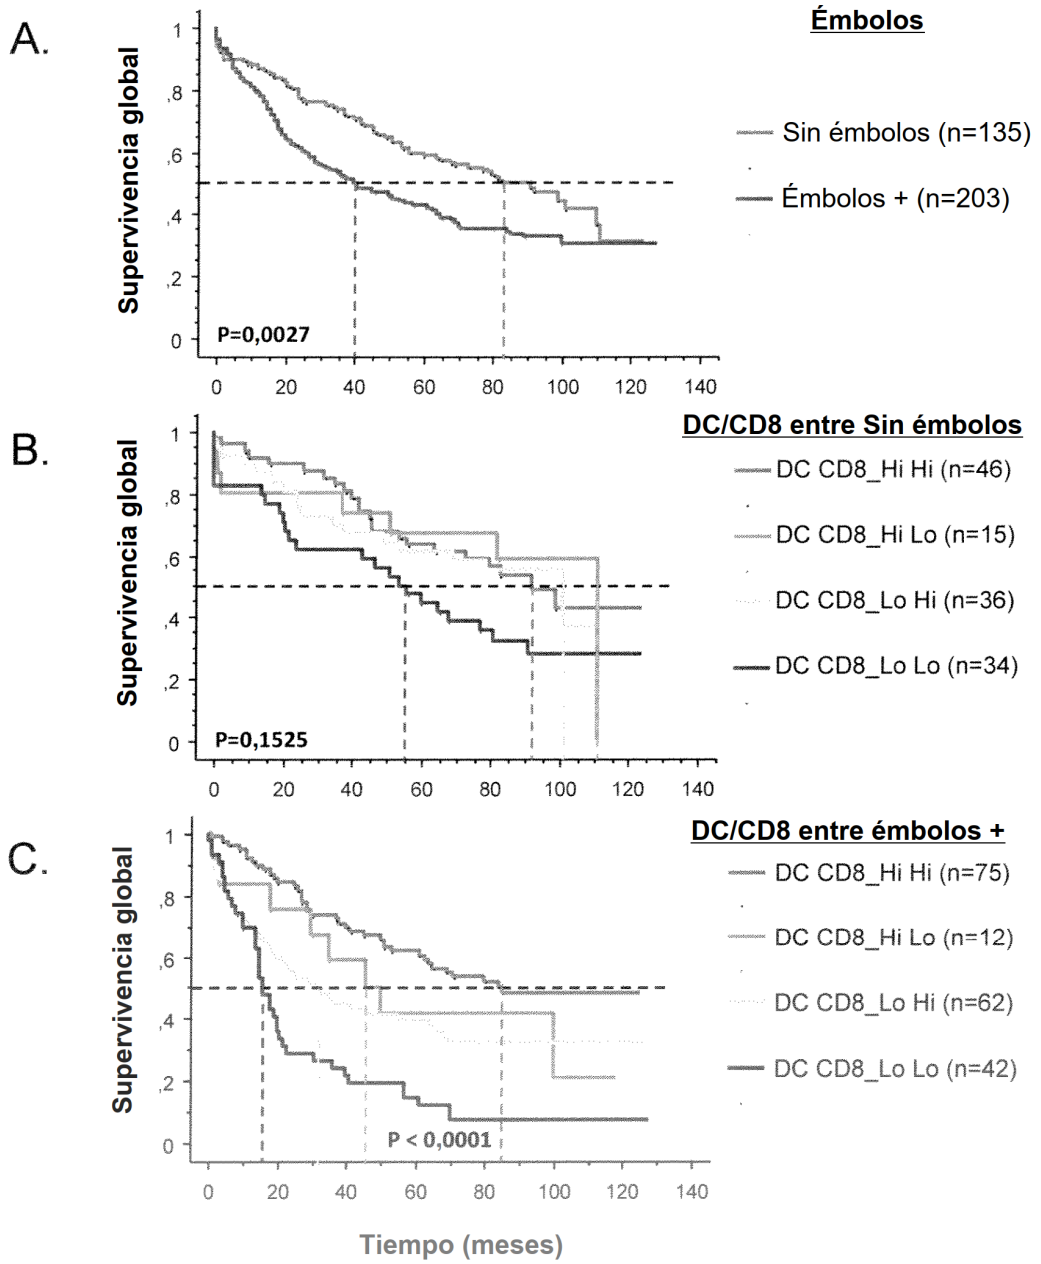 A.
Émbolos
Supervivencia global
1
,8
,6
,4
,2
0
Sin émbolos (n=135)
Émbolos + (n=203)
P=0,0027
0 20 40 60 80 100 120 140
B.
DC/CD8 entre Sin émbolos
Supervivencia global
1
,8
,6
,4
,2
0
DC CD8_Hi Hi (n=46)
DC CD8_Hi Lo (n=15)
DC CD8_Lo Hi (n=36)
DC CD8_Lo Lo (n=34)
P=0,1525
0 20 40 60 80 100 120 140
C.
DC/CD8 entre émbolos +
Supervivencia global
1
,8
,6
,4
,2
0
DC CD8_Hi Hi (n=75)
DC CD8_Hi Lo (n=12)
DC CD8_Lo Hi (n=62)
DC CD8_Lo Lo (n=42)
P < 0,0001
0 20 40 60 80 100 120 140
Tiempo (meses)